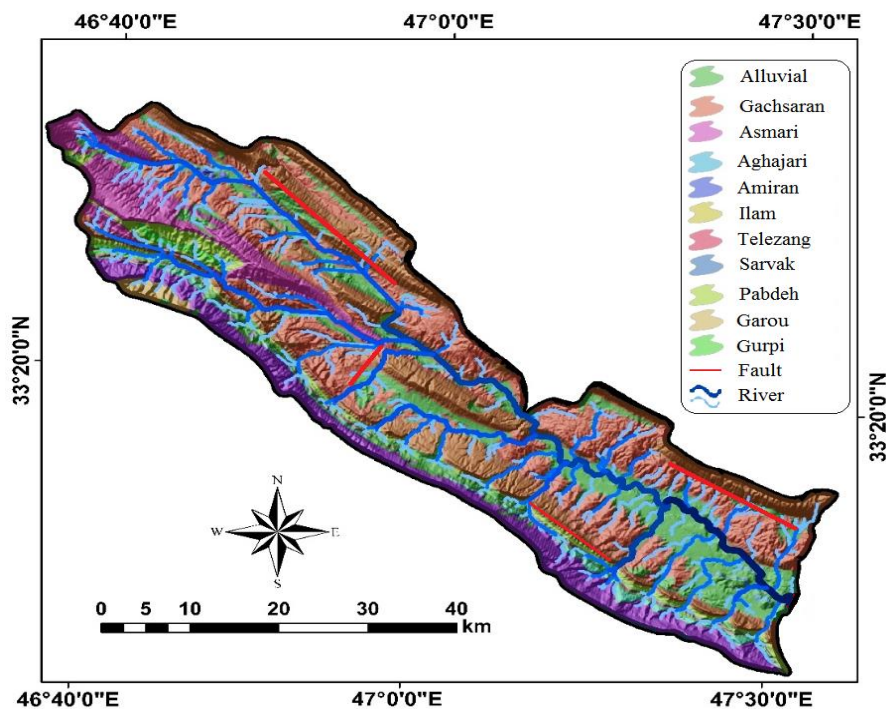 46°40'0"E 47°0'0"E 47°30'0"E
Alluvial
Gachsaran
Asmari
Aghajari
Amiran
Ilam
Telezang
Sarvak
Pabdeh
Garou
Gurpi
Fault
River
33°20'0"N
33°20'0"N
N
W E
S
0 5 10 20 30 40
km
46°40'0"E 47°0'0"E 47°30'0"E